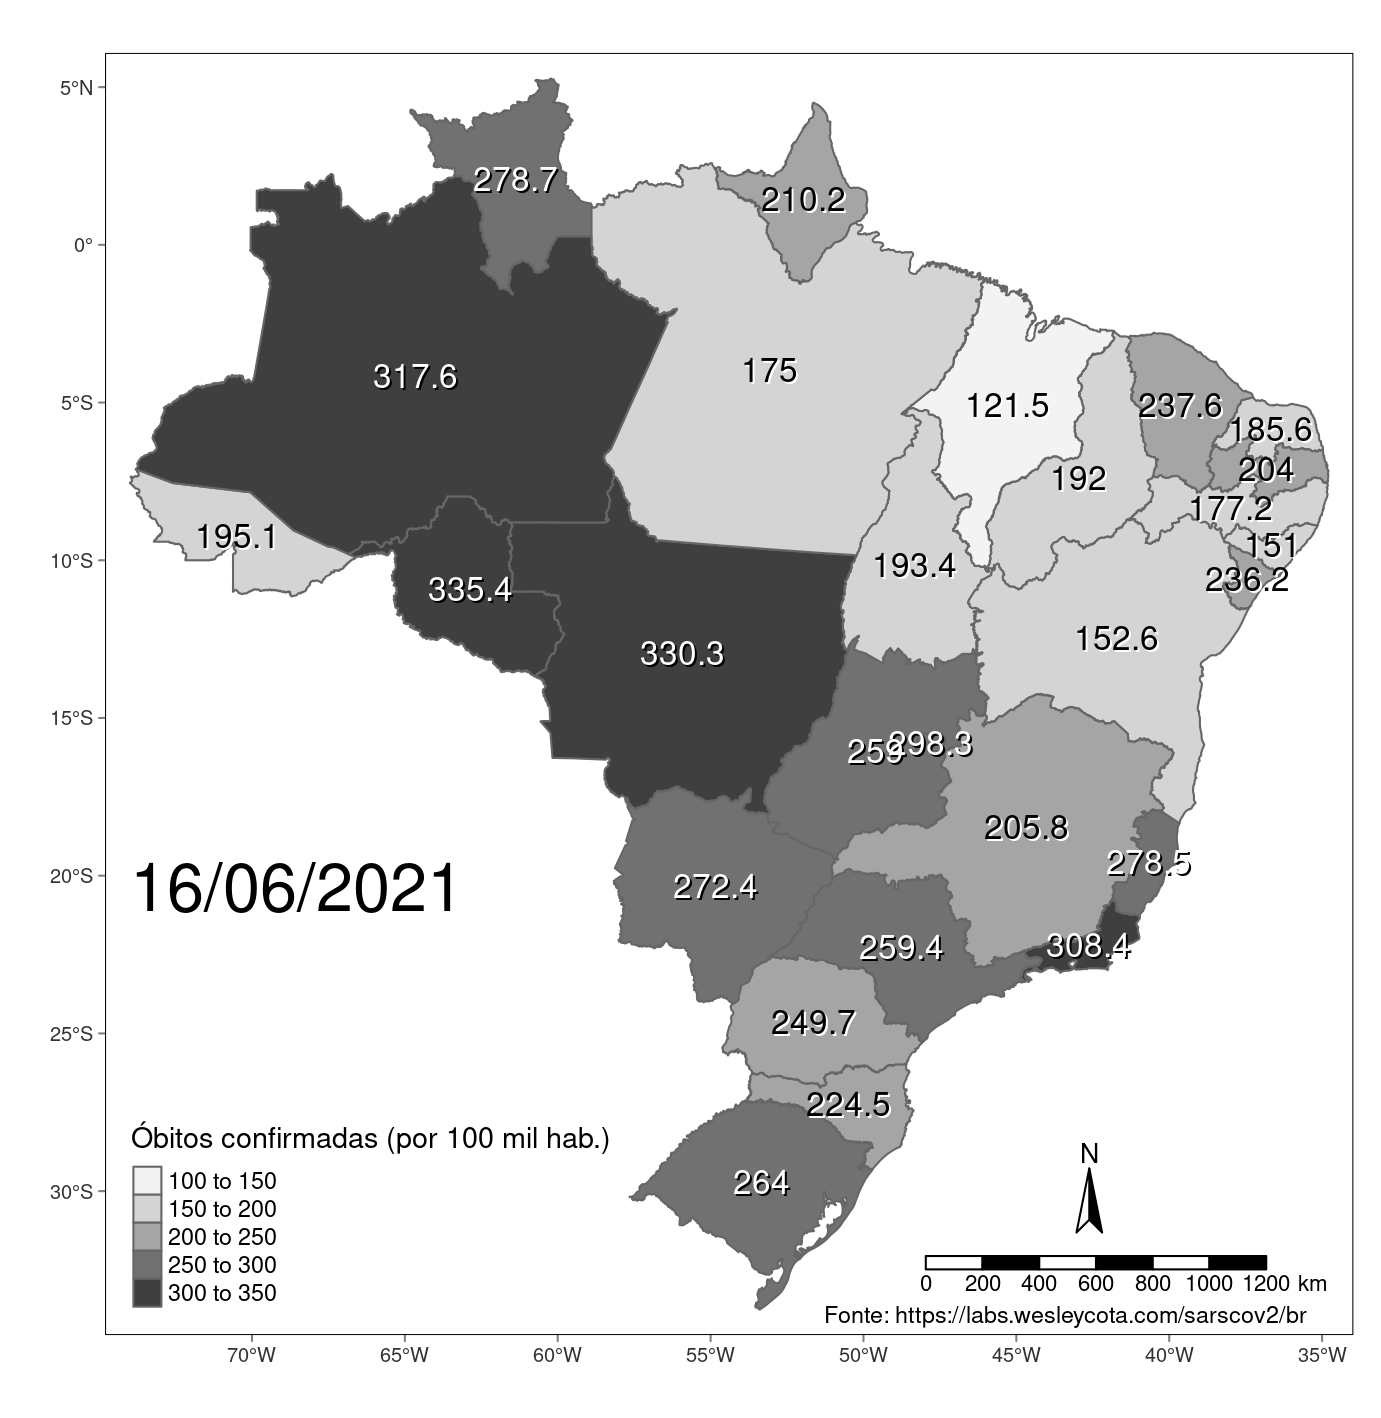 5°N
0°
5°S
10°S
15°S
20°S
25°S
30°S
278.7
210.2
317.6
175
121.5
237.6
185.6
204
192
177.2
195.1
151
193.4
236.2
335.4
152.6
330.3
259
298.3
205.8
278.5
272.4
308.4
259.4
249.7
224.5
264
16/06/2021
Óbitos confirmadas (por 100 mil hab.)
100 to 150
150 to 200
200 to 250
250 to 300
300 to 350
N
0 200 400 600 800 1000 1200 km
Fonte: https://labs.wesleycota.com/sarscov2/br
70°W 65°W 60°W 55°W 50°W 45°W 40°W 35°W